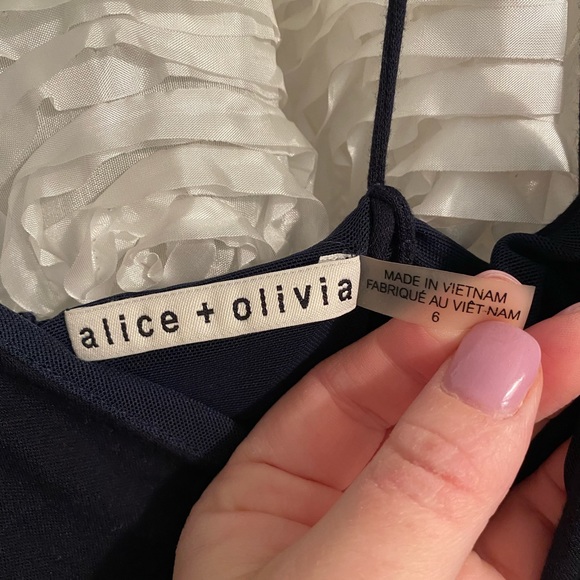 alice + olivia
MADE IN VIETNAM
FABRIQUÉ AU VIÊT-NAM
6